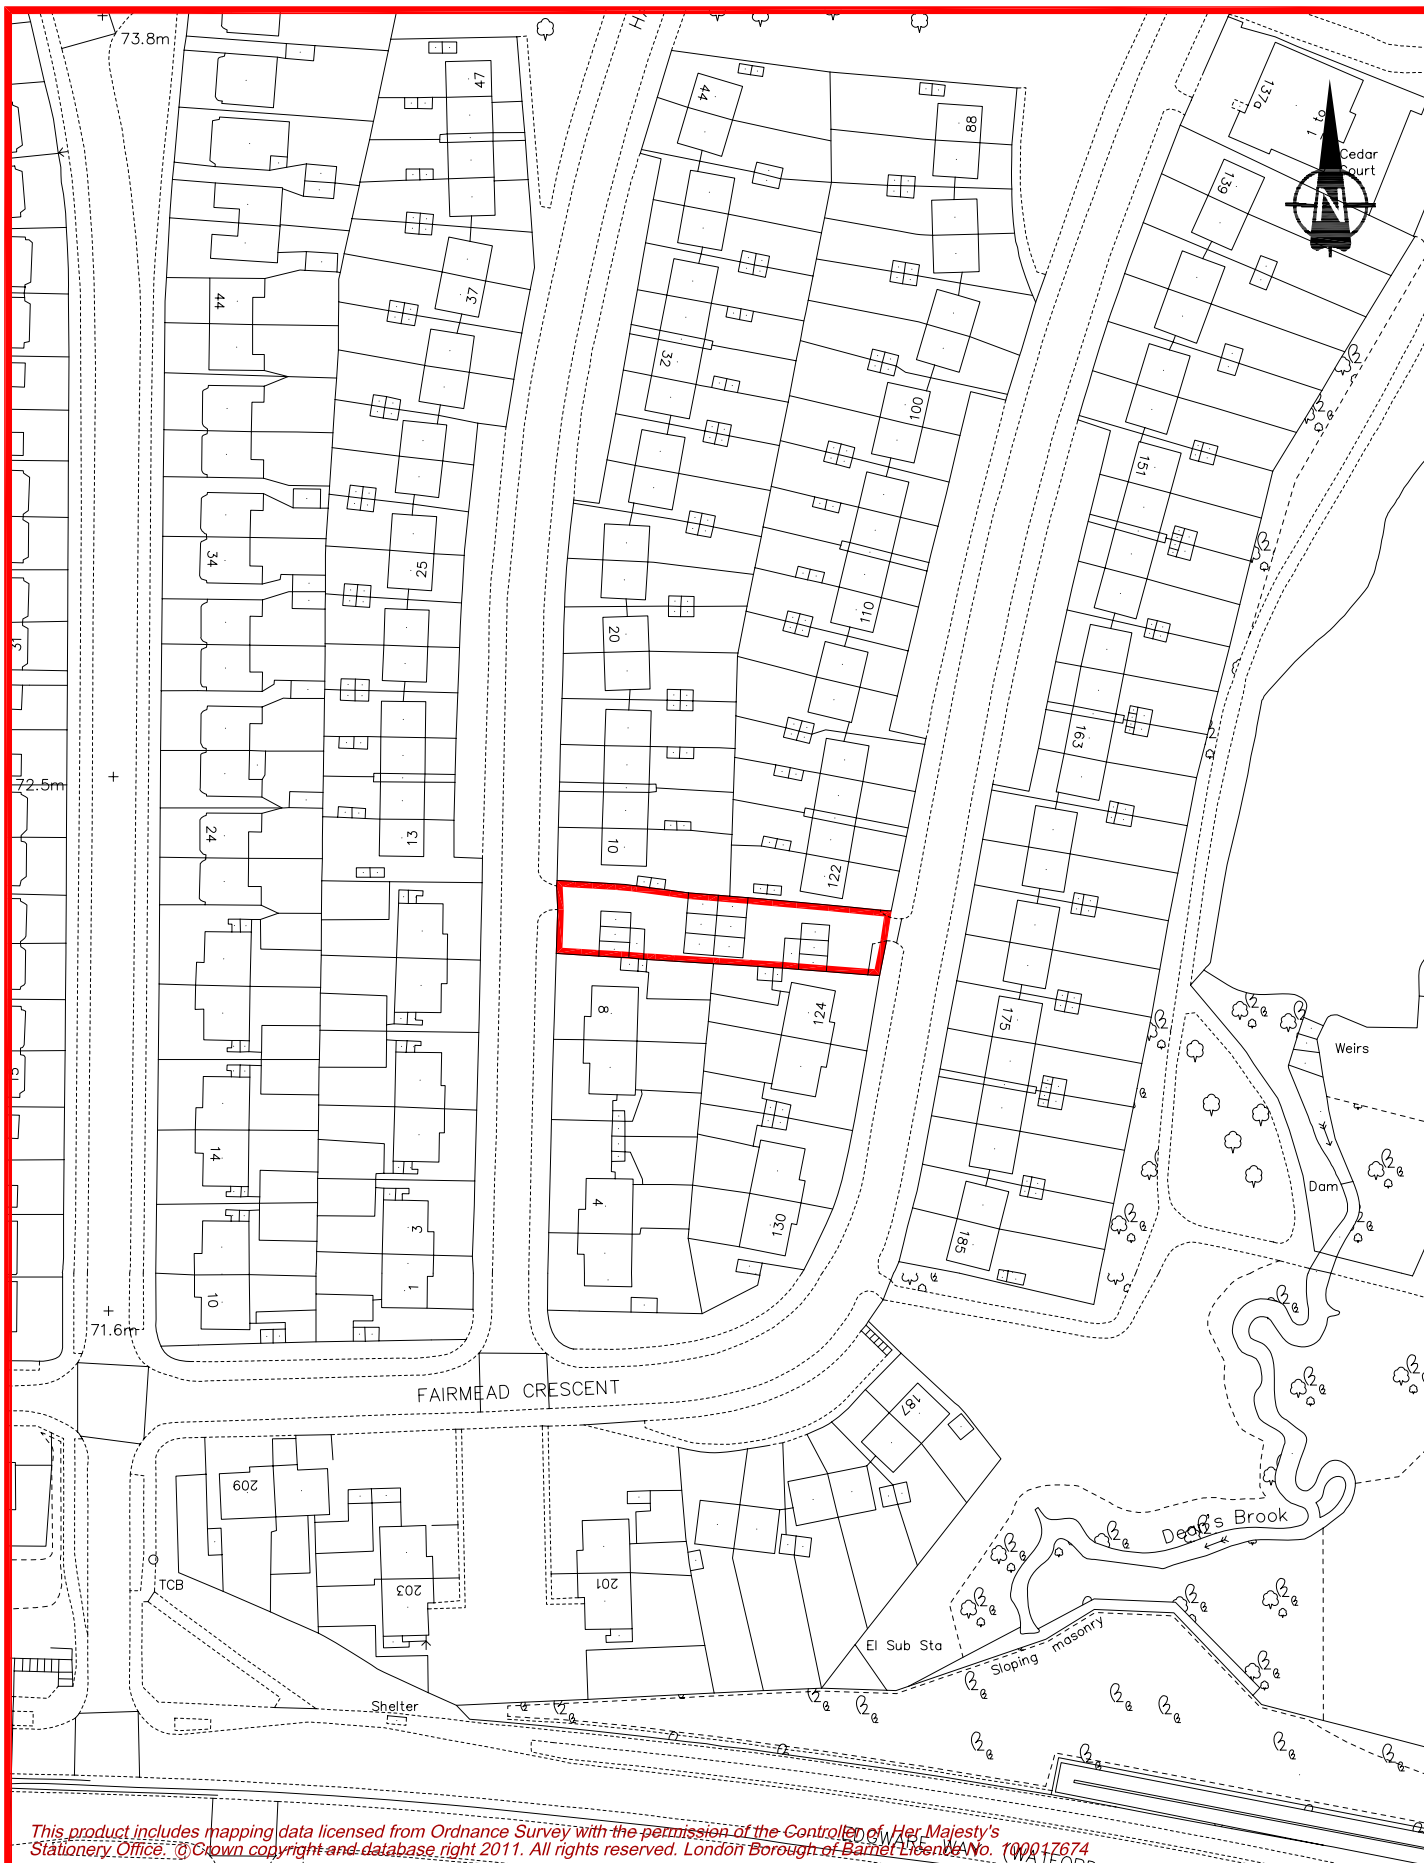 73.8m
H
47
44
88
137a
1 to
Cedar
Court
N
139
44
37
32
100
151
34
25
110
31
20
163
72.5m
24
13
10
122
8
124
175
Weirs
15
14
Dam
4
130
3
185
10
1
71.6m
FAIRMEAD CRESCENT
187
209
Dean's Brook
TCB
203
201
El Sub Sta
Sloping masonry
Shelter
This product includes mapping data licensed from Ordnance Survey with the permission of the Controller of Her Majesty's
Stationery Office. © Crown copyright and database right 2011. All rights reserved. London Borough of Barnet Licence No. 100017674
EDGWARE WAY (WATFORD